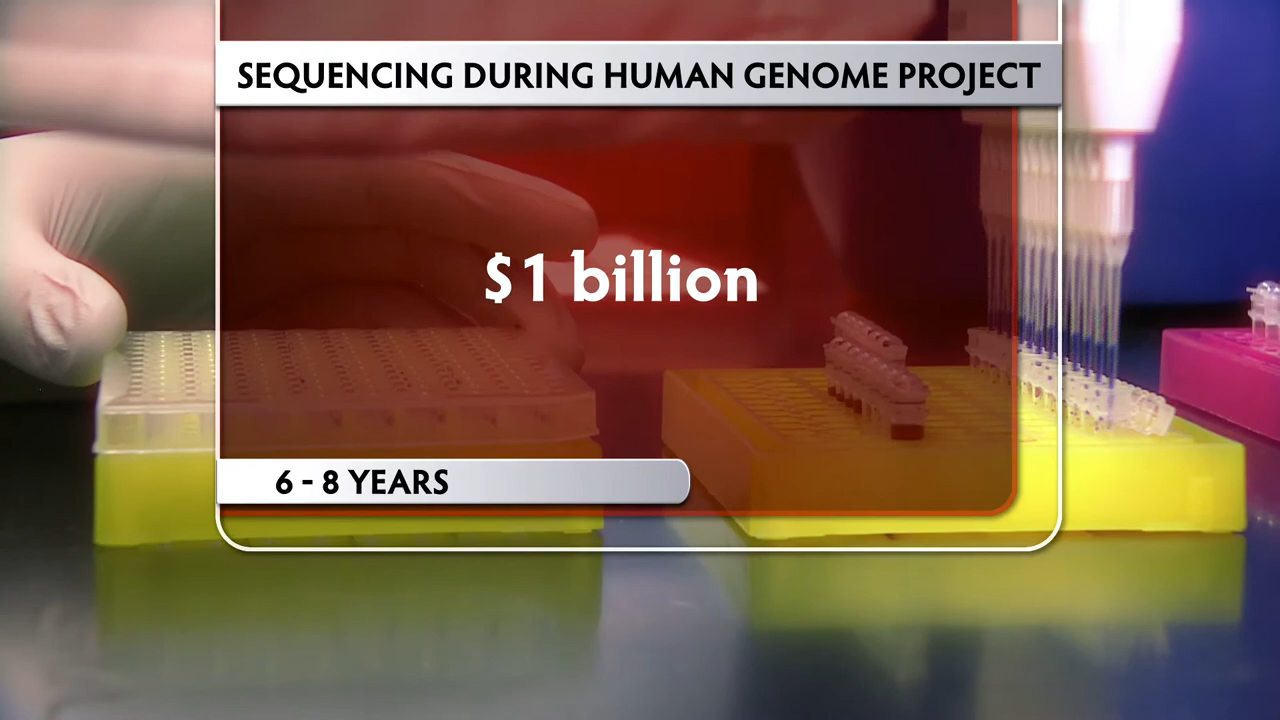 SEQUENCING DURING HUMAN GENOME PROJECT
$1 billion
6 - 8 YEARS